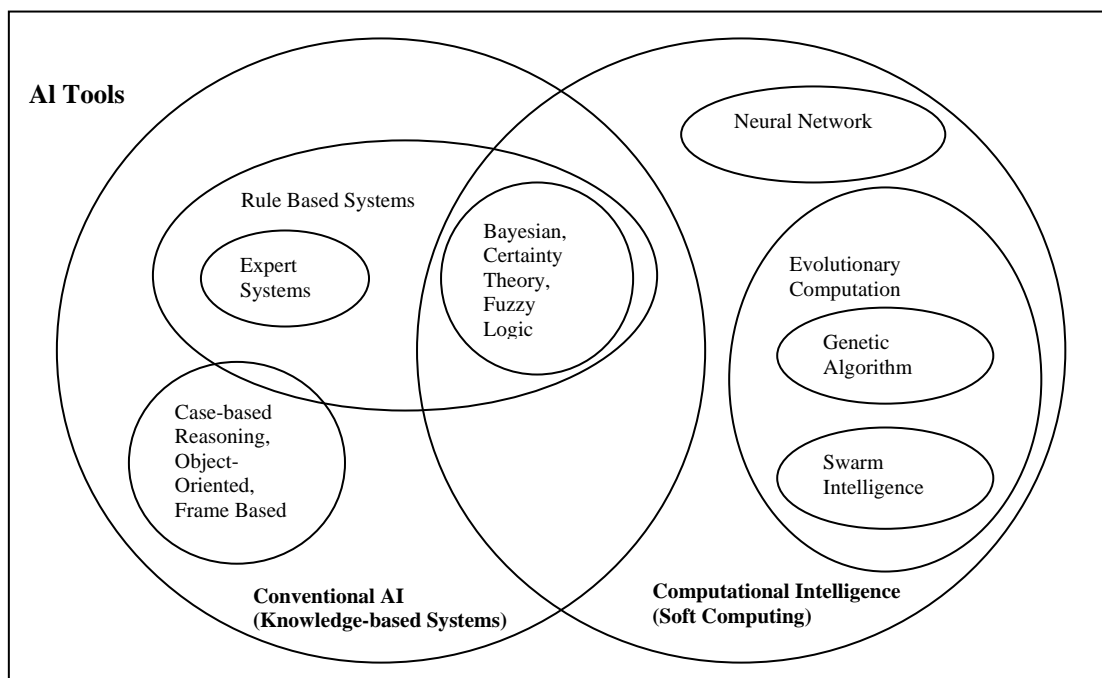 AI Tools
Neural Network
Rule Based Systems
Bayesian,
Certainty
Theory,
Fuzzy
Logic
Expert
Systems
Evolutionary
Computation
Genetic
Algorithm
Case-based
Reasoning,
Object-
Oriented,
Frame Based
Swarm
Intelligence
Conventional AI
(Knowledge-based Systems)
Computational Intelligence
(Soft Computing)